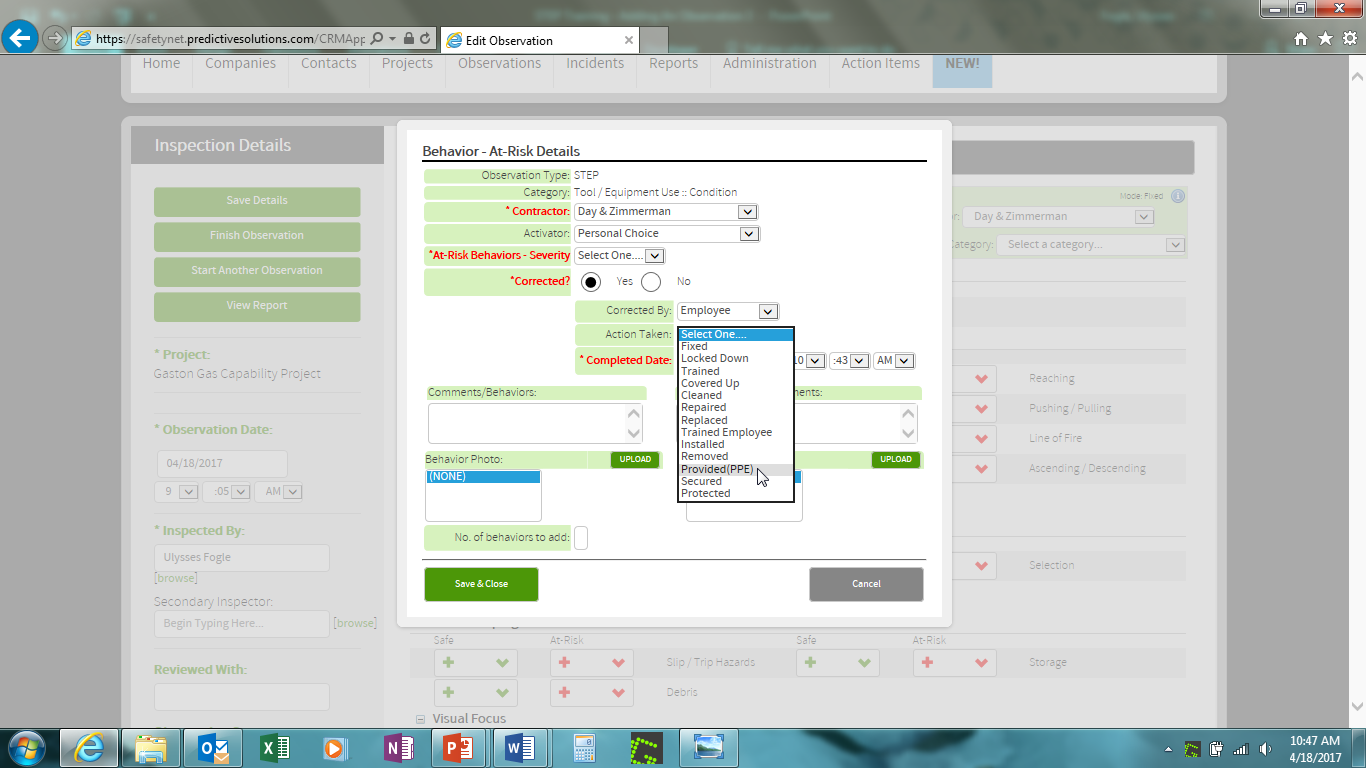 https://safetynet.predictivesolutions.com/CRMApp
Edit Observation
Home Companies Contacts Projects Observations Incidents Reports Administration Action Items NEW!
Inspection Details
Save Details
Finish Observation
Start Another Observation
View Report
* Project:
Gaston Gas Capability Project
* Observation Date:
04/18/2017
9 :05 AM
* Inspected By:
Ulysses Fogle
[browse]
Secondary Inspector:
Begin Typing Here... [browse]
Reviewed With:
Behavior - At-Risk Details
Observation Type: STEP
Category: Tool / Equipment Use :: Condition
* Contractor: Day & Zimmerman
Activator: Personal Choice
*At-Risk Behaviors - Severity Select One....
*Corrected? Yes No
Corrected By: Employee
Action Taken:
Select One....
Fixed
Locked Down
Trained
Covered Up
Cleaned
Repaired
Replaced
Trained Employee
Installed
Removed
Provided(PPE)
Secured
Protected
* Completed Date: 10 :43 AM
Comments/Behaviors:
Behavior Photo: UPLOAD
(NONE)
UPLOAD
No. of behaviors to add:
Save & Close Cancel
Mode: Fixed
Day & Zimmerman
Category: Select a category...
Reaching
Pushing / Pulling
Line of Fire
Ascending / Descending
Selection
Safe At-Risk Safe At-Risk
Slip / Trip Hazards Storage
Debris
Visual Focus
10:47 AM
4/18/2017